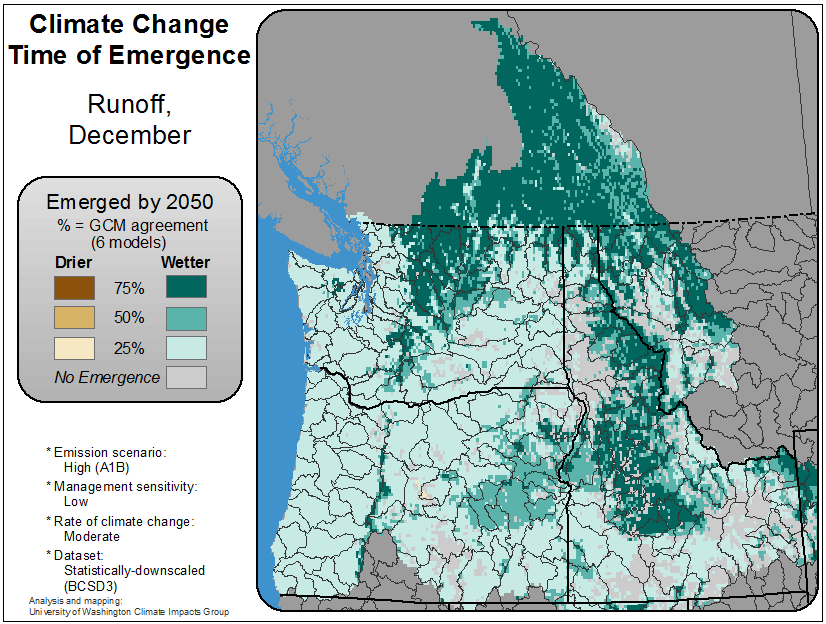 Climate Change
Time of Emergence
Runoff,
December
Emerged by 2050
% = GCM agreement
(6 models)
Drier Wetter
75%
50%
25%
No Emergence
* Emission scenario:
High (A1B)
* Management sensitivity:
Low
* Rate of climate change:
Moderate
* Dataset:
Statistically-downscaled
(BCSD3)
Analysis and mapping:
University of Washington Climate Impacts Group